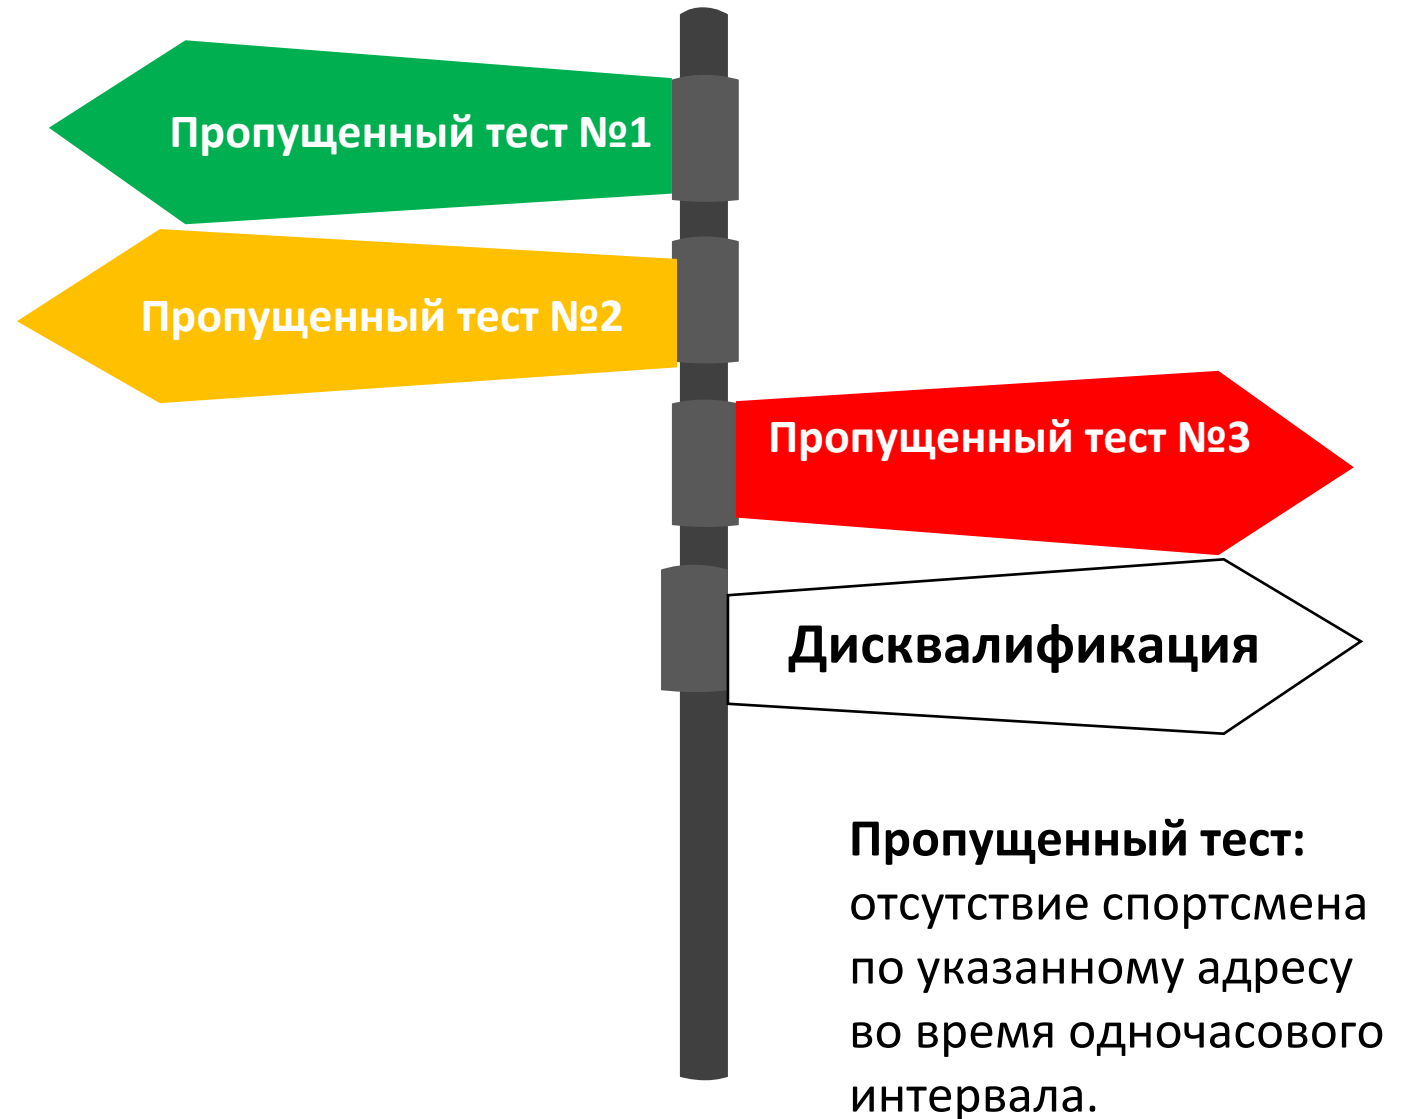 Пропущенный тест №1
Пропущенный тест №2
Пропущенный тест №3
Дисквалификация
Пропущенный тест:
отсутствие спортсмена
по указанному адресу
во время одночасового
интервала.